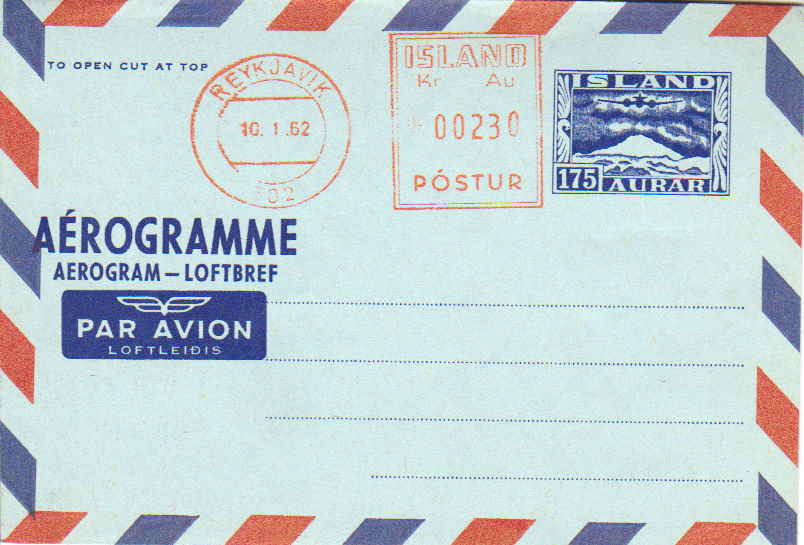 TO OPEN CUT AT TOP
REYKJAVIK
10.1.62
02
ISLAND
Kr Au
00230
PÓSTUR
ISLAND
175 AURAR
AÉROGRAMME
AEROGRAM – LOFTBREF
PAR AVION
LOFTLEIÐIS